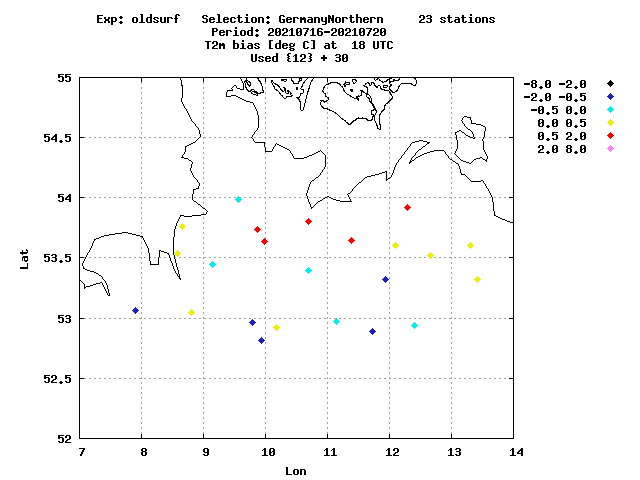 Exp: oldsurf   Selection: GermanyNorthern     23 stations
Period: 20210716-20210720
T2m bias [deg C] at  18 UTC
Used {12} + 30
-8.0 -2.0
-2.0 -0.5
-0.5 0.0
0.0 0.5
0.5 2.0
2.0 8.0
55
54.5
54
53.5
53
52.5
52
Lat
7 8 9 10 11 12 13 14
Lon